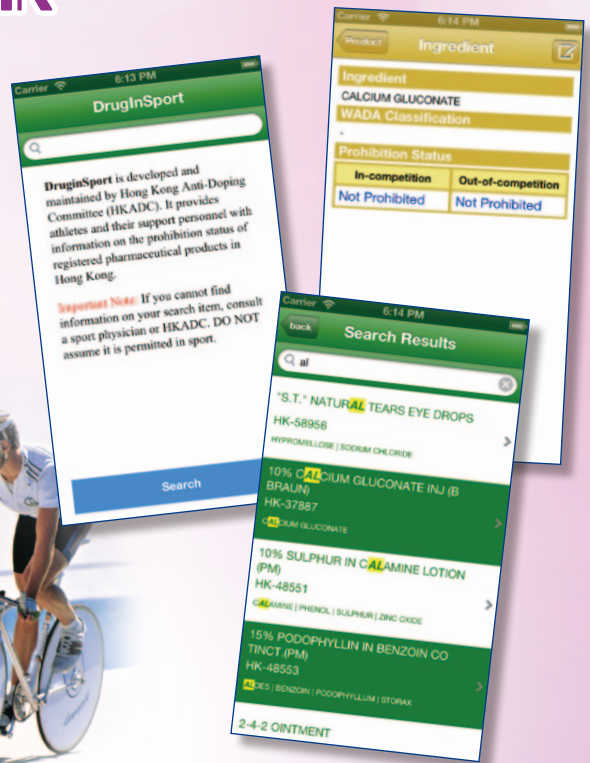 Carrier 6:13 PM
DrugInSport
DruginSport is developed and
maintained by Hong Kong Anti-Doping
Committee (HKADC). It provides
athletes and their support personnel with
information on the prohibition status of
registered pharmaceutical products in
Hong Kong.
Important Note: If you cannot find
information on your search item, consult
a sport physician or HKADC. DO NOT
assume it is permitted in sport.
Search
Carrier 6:14 PM
Product Ingredient
Ingredient
CALCIUM GLUCONATE
WADA Classification
-
Prohibition Status
In-competition Out-of-competition
Not Prohibited Not Prohibited
Carrier 6:14 PM
back Search Results
al
"S.T." NATURAL TEARS EYE DROPS
HK-58956
HYPROMELLOSE | SODIUM CHLORIDE
10% CALCIUM GLUCONATE INJ (B
BRAUN)
HK-37887
CALCIUM GLUCONATE
10% SULPHUR IN CALAMINE LOTION
(PM)
HK-48551
CALAMINE | PHENOL | SULPHUR | ZINC OXIDE
15% PODOPHYLLIN IN BENZOIN CO
TINCT.(PM)
HK-48553
ALOES | BENZOIN | PODOPHYLLUM | STORAX
2-4-2 OINTMENT